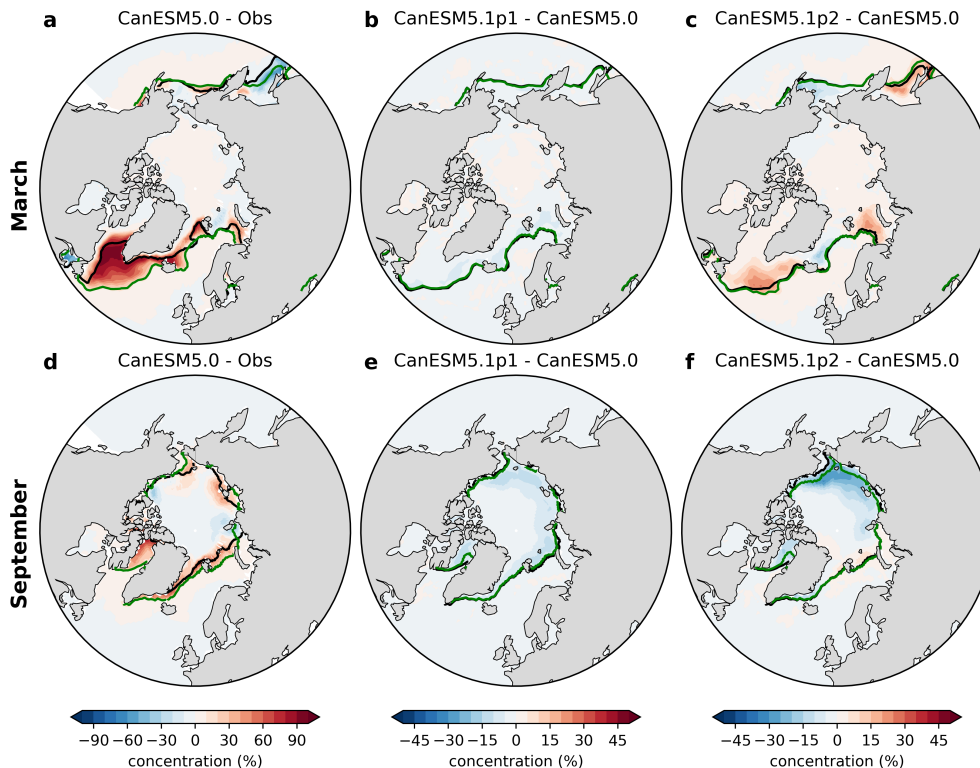 a CanESM5.0 - Obs b CanESM5.1p1 - CanESM5.0 c CanESM5.1p2 - CanESM5.0
March
d CanESM5.0 - Obs e CanESM5.1p1 - CanESM5.0 f CanESM5.1p2 - CanESM5.0
September
−90 −60 −30 0 30 60 90 −45 −30 −15 0 15 30 45 −45 −30 −15 0 15 30 45
concentration (%) concentration (%) concentration (%)